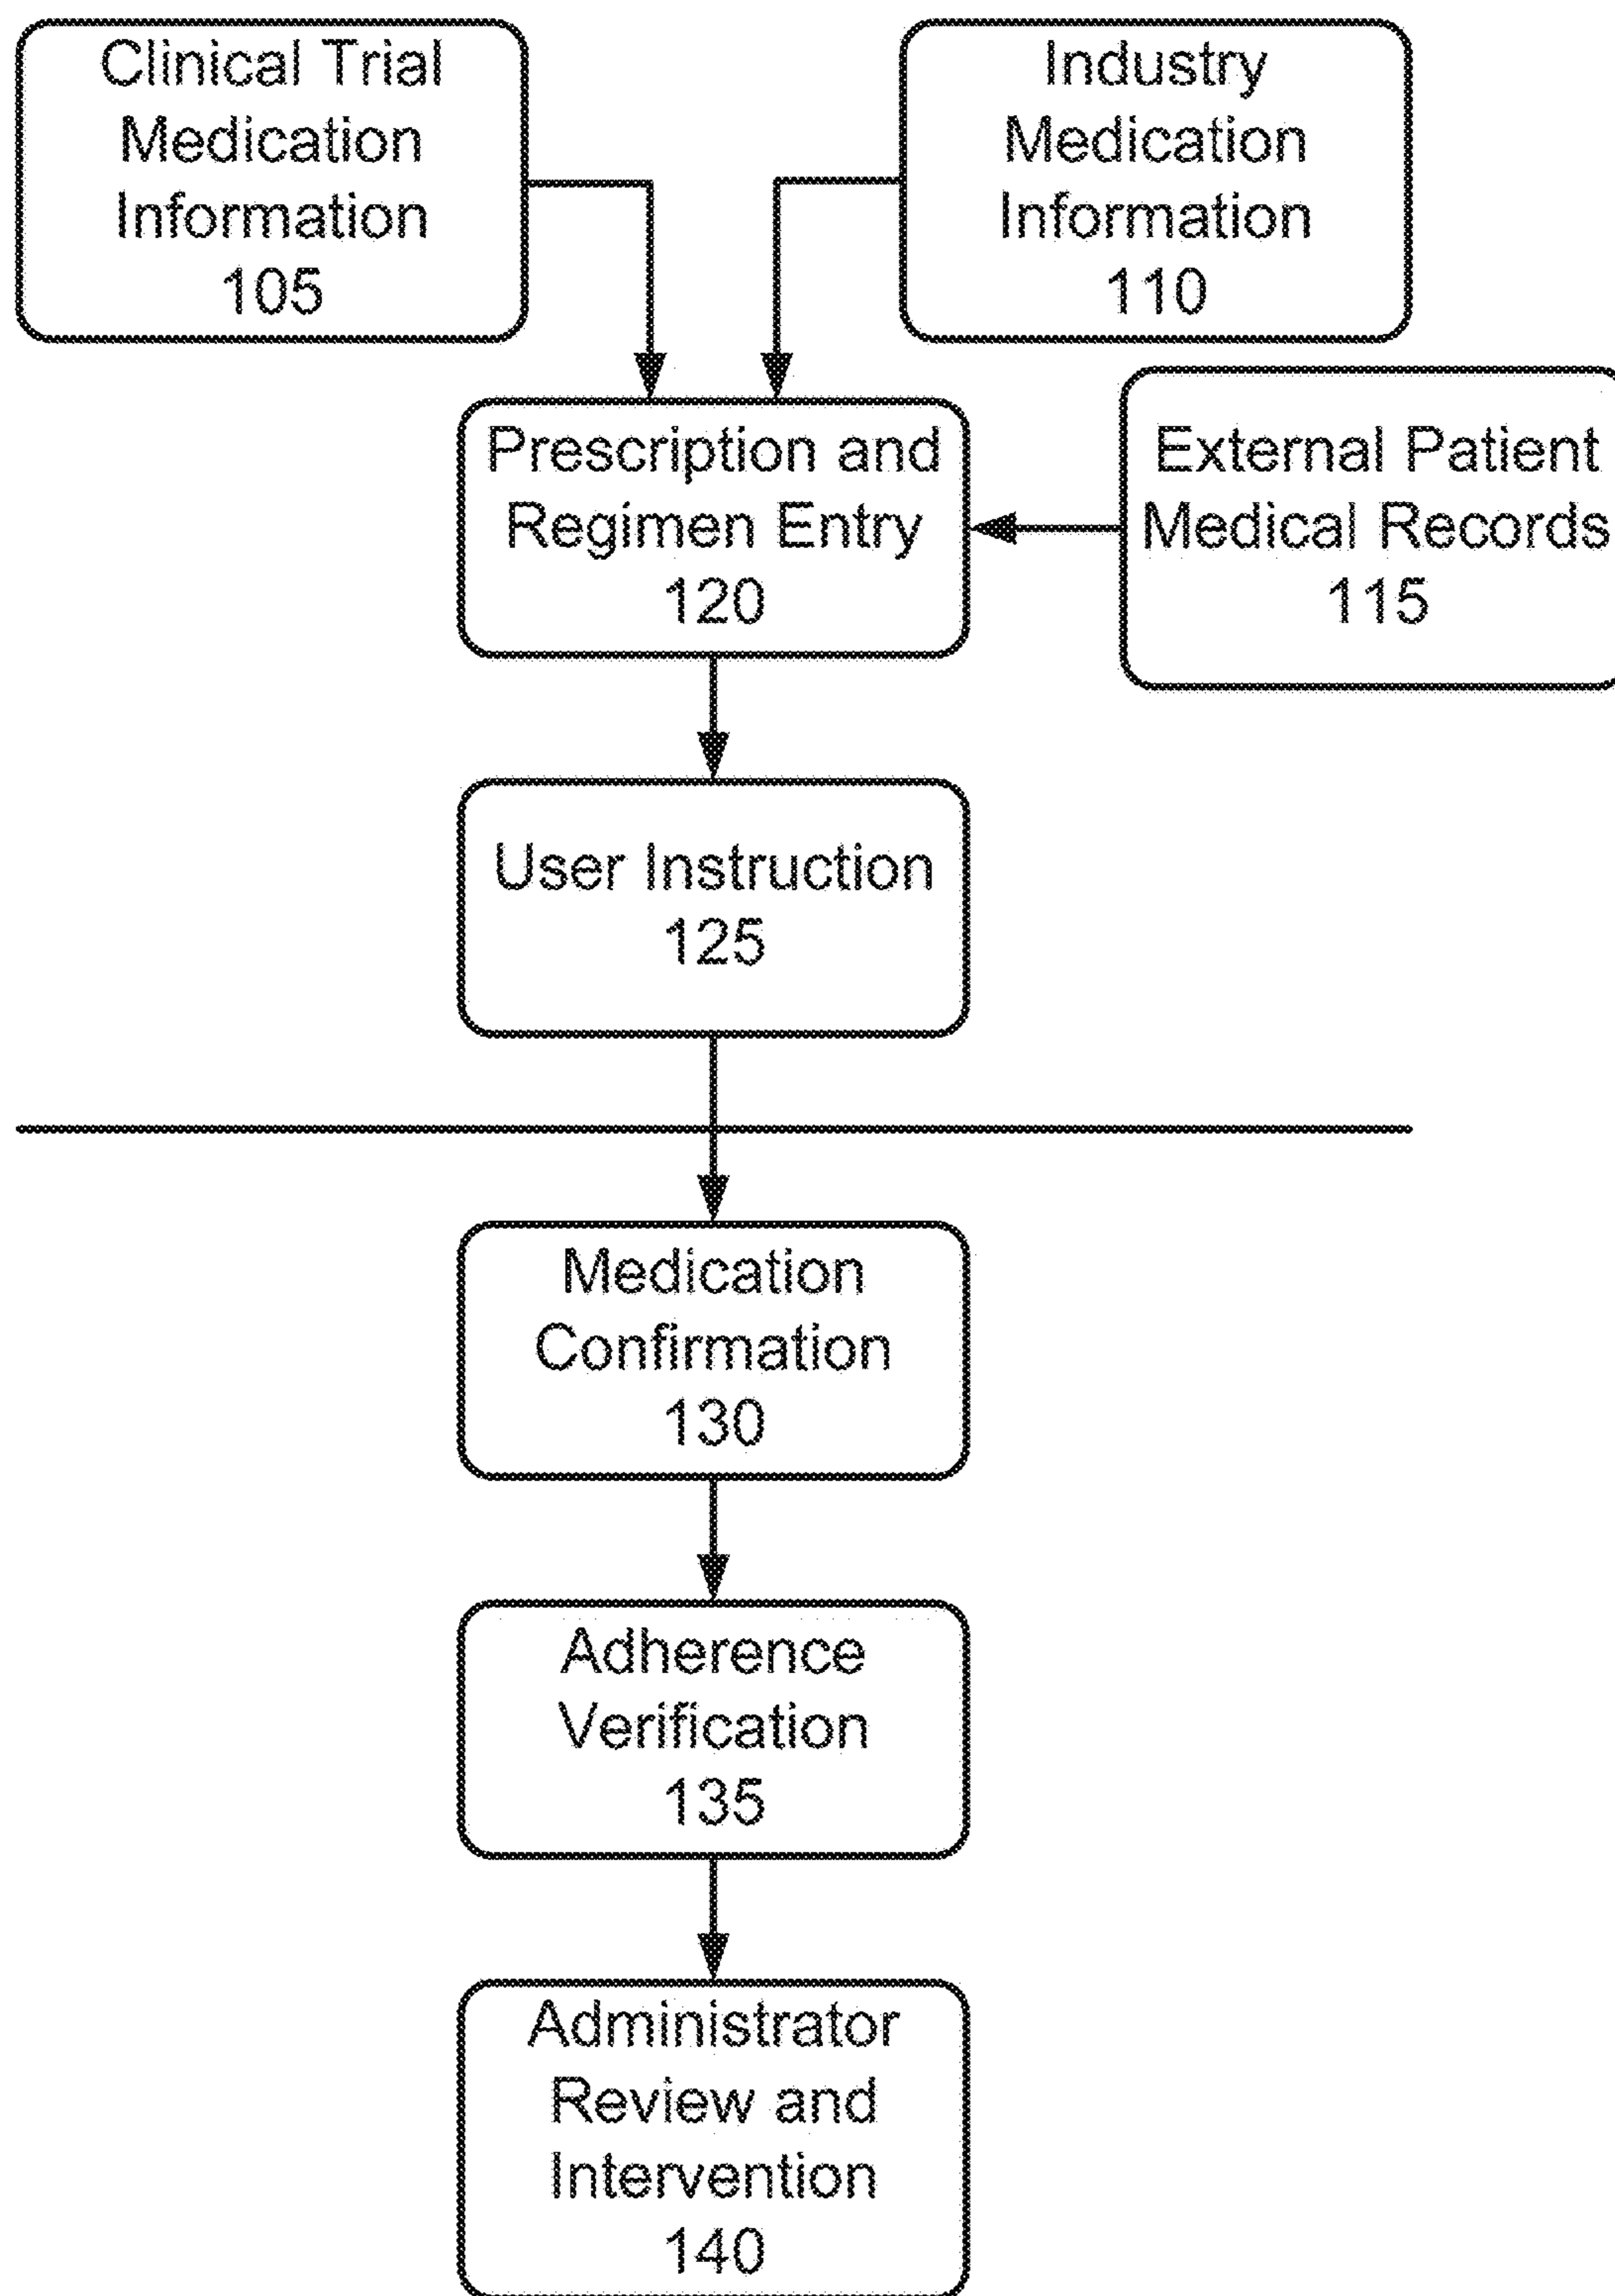 Clinical Trial
Medication
Information
105
Industry
Medication
Information
110
Prescription and
Regimen Entry
120
External Patient
Medical Records
115
User Instruction
125
Medication
Confirmation
130
Adherence
Verification
135
Administrator
Review and
Intervention
140